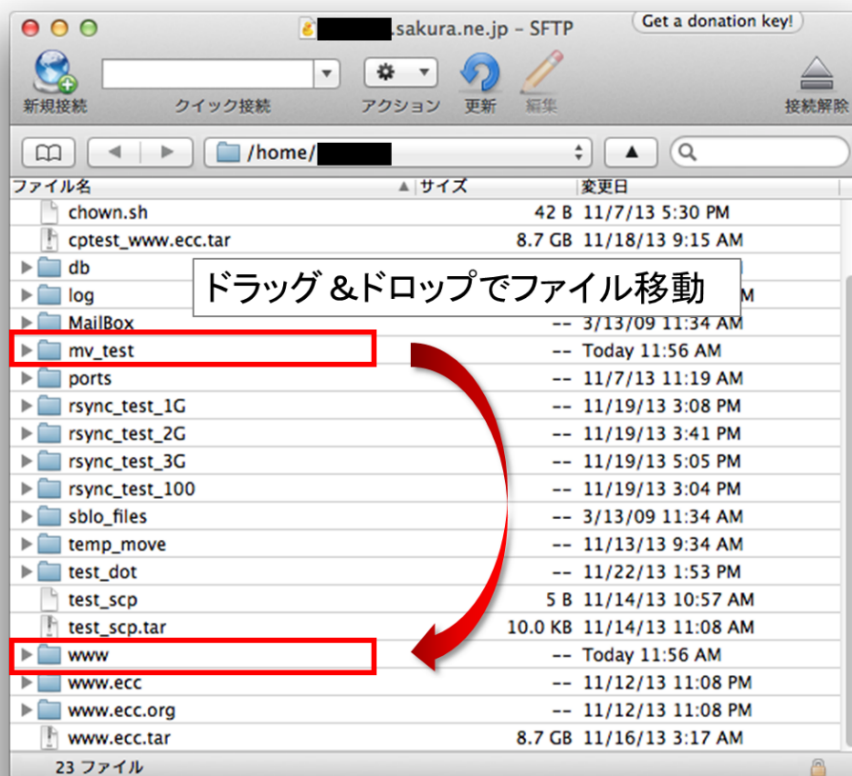 .sakura.ne.jp – SFTP
Get a donation key!
新規接続 クイック接続 アクション 更新 編集 接続解除
/home/
ファイル名 サイズ 変更日
chown.sh 42 B 11/7/13 5:30 PM
cptest_www.ecc.tar 8.7 GB 11/18/13 9:15 AM
db
ドラッグ &ドロップでファイル移動
log M
MailBox -- 3/13/09 11:34 AM
mv_test -- Today 11:56 AM
ports -- 11/7/13 11:19 AM
rsync_test_1G -- 11/19/13 3:08 PM
rsync_test_2G -- 11/19/13 3:41 PM
rsync_test_3G -- 11/19/13 5:05 PM
rsync_test_100 -- 11/19/13 3:04 PM
sblo_files -- 3/13/09 11:34 AM
temp_move -- 11/13/13 9:34 AM
test_dot -- 11/22/13 1:53 PM
test_scp 5 B 11/14/13 10:57 AM
test_scp.tar 10.0 KB 11/14/13 11:08 AM
www -- Today 11:56 AM
www.ecc -- 11/12/13 11:08 PM
www.ecc.org -- 11/12/13 11:08 PM
www.ecc.tar 8.7 GB 11/16/13 3:17 AM
23 ファイル